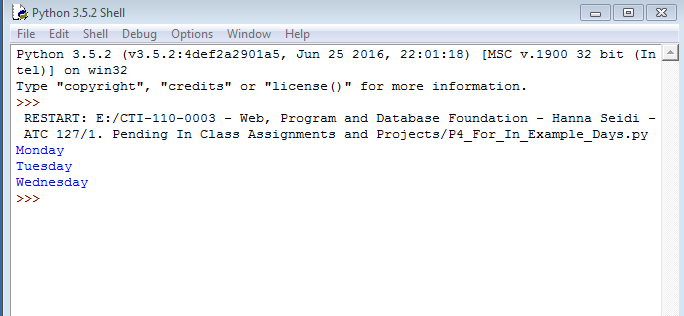 Python 3.5.2 Shell
File Edit Shell Debug Options Window Help
Python 3.5.2 (v3.5.2:4def2a2901a5, Jun 25 2016, 22:01:18) [MSC v.1900 32 bit (In
tel)] on win32
Type "copyright", "credits" or "license()" for more information.
>>>
RESTART: E:/CTI-110-0003 - Web, Program and Database Foundation - Hanna Seidi -
ATC 127/1. Pending In Class Assignments and Projects/P4_For_In_Example_Days.py
Monday
Tuesday
Wednesday
>>>